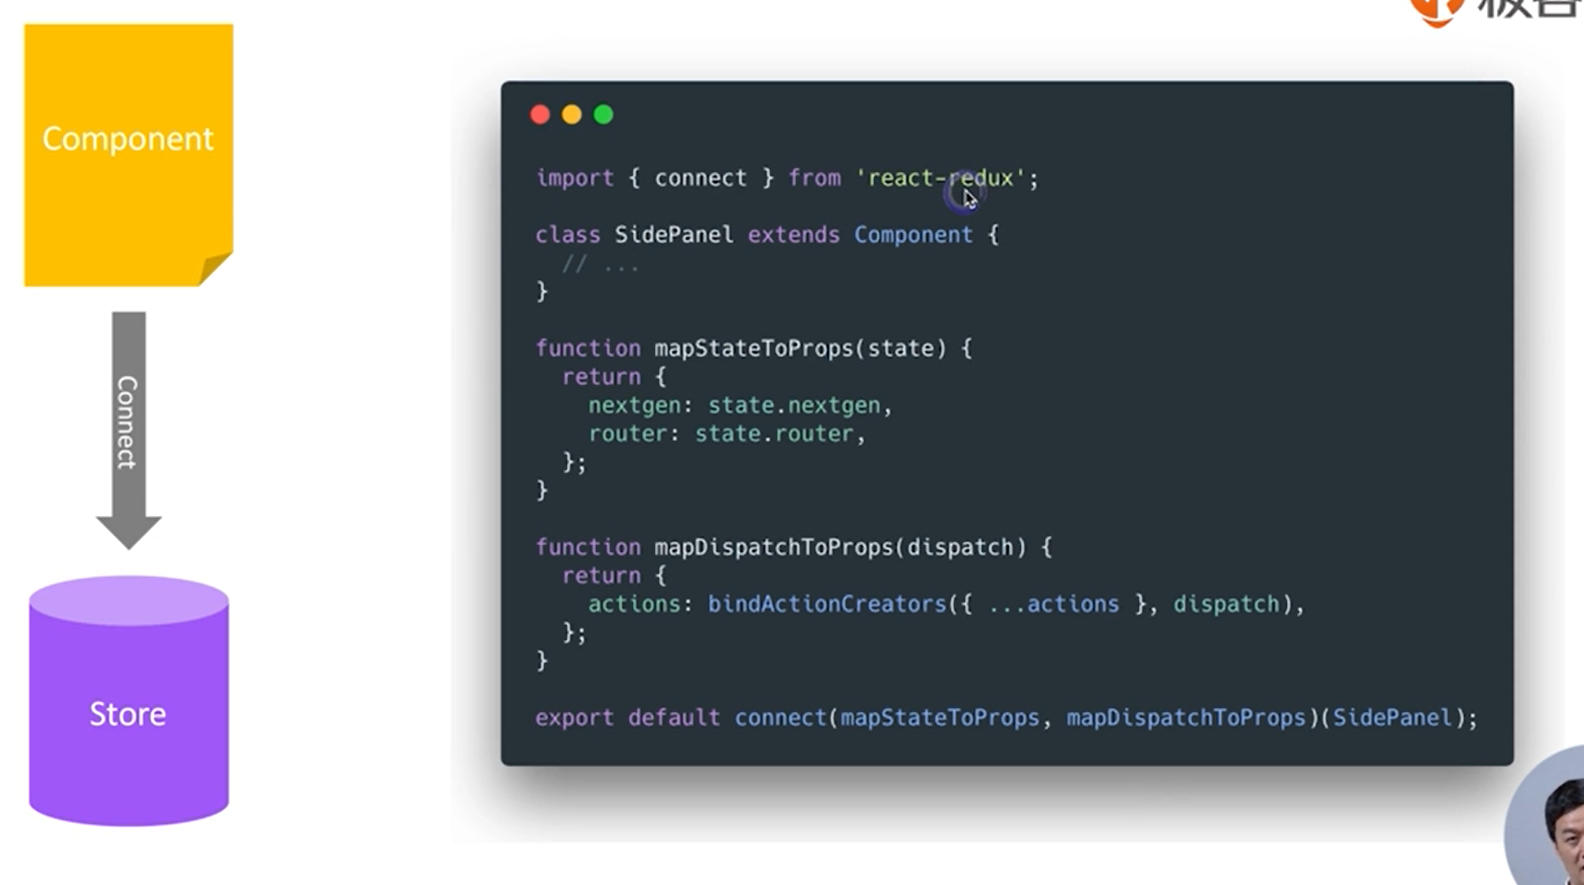 Component
Connect
Store
import { connect } from 'react-redux';
class SidePanel extends Component {
// ...
}
function mapStateToProps(state) {
return {
nextgen: state.nextgen,
router: state.router,
};
}
function mapDispatchToProps(dispatch) {
return {
actions: bindActionCreators({ ...actions }, dispatch),
};
}
export default connect(mapStateToProps, mapDispatchToProps)(SidePanel);